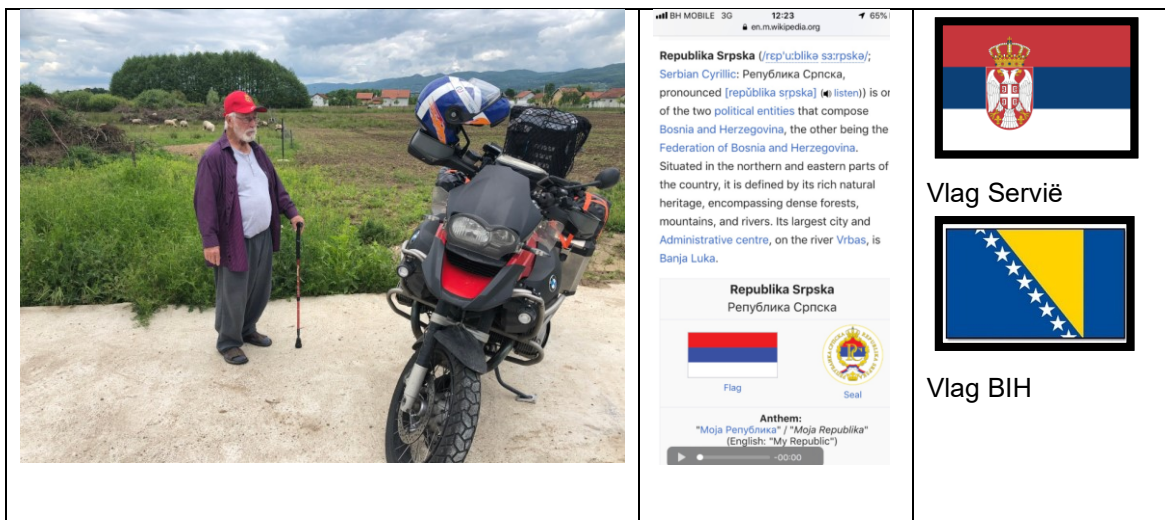 BH MOBILE 3G 12:23 65%
en.m.wikipedia.org
Republika Srpska (/rɛpˈuːblikə sɜːrpskə/;
Serbian Cyrillic: Република Српска,
pronounced [repǔblika sr̩pska] (listen)) is
of the two political entities that compose
Bosnia and Herzegovina, the other being the
Federation of Bosnia and Herzegovina.
Situated in the northern and eastern parts of
the country, it is defined by its rich natural
heritage, encompassing dense forests,
mountains, and rivers. Its largest city and
Administrative centre, on the river Vrbas, is
Banja Luka.
Republika Srpska
Република Српска
Flag
Seal
Anthem:
"Моја Република" / "Moja Republika"
(English: "My Republic")
-00:00
Vlag Servië
Vlag BIH